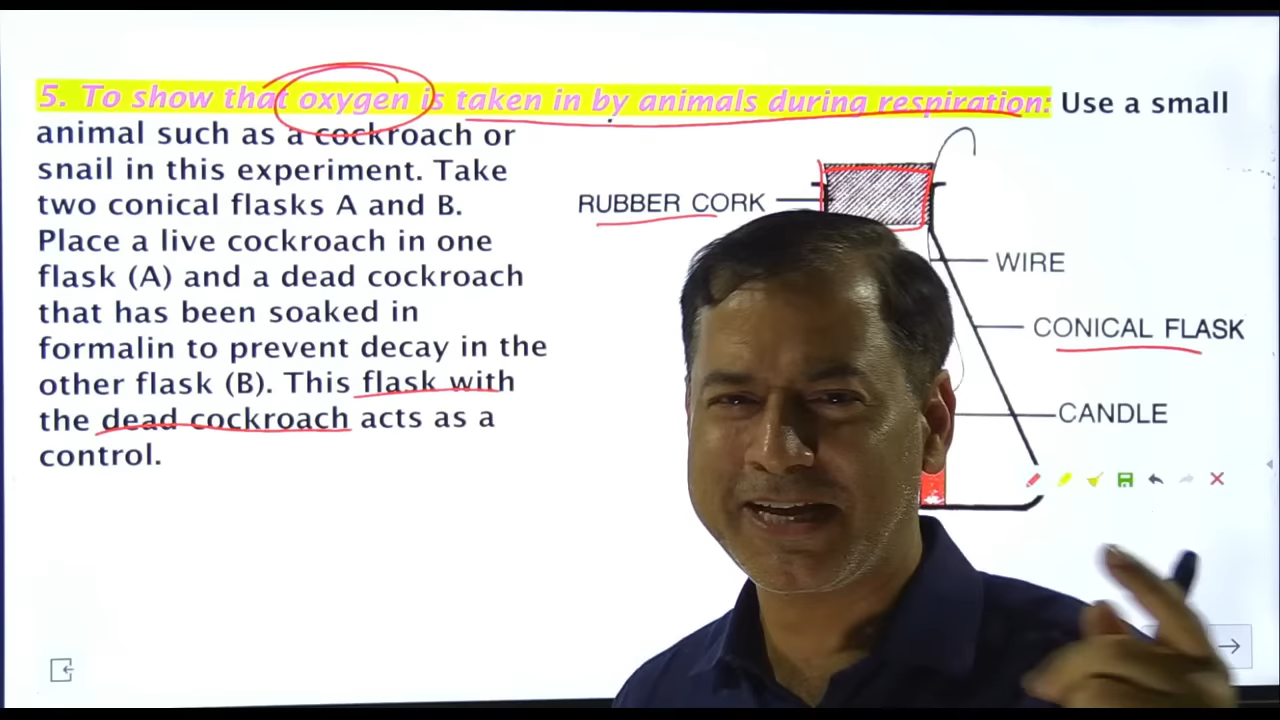 5. To show that oxygen is taken in by animals during respiration: Use a small
animal such as a cockroach or
snail in this experiment. Take
two conical flasks A and B.
Place a live cockroach in one
flask (A) and a dead cockroach
that has been soaked in
formalin to prevent decay in the
other flask (B). This flask with
the dead cockroach acts as a
control.
RUBBER CORK
WIRE
CONICAL FLASK
CANDLE